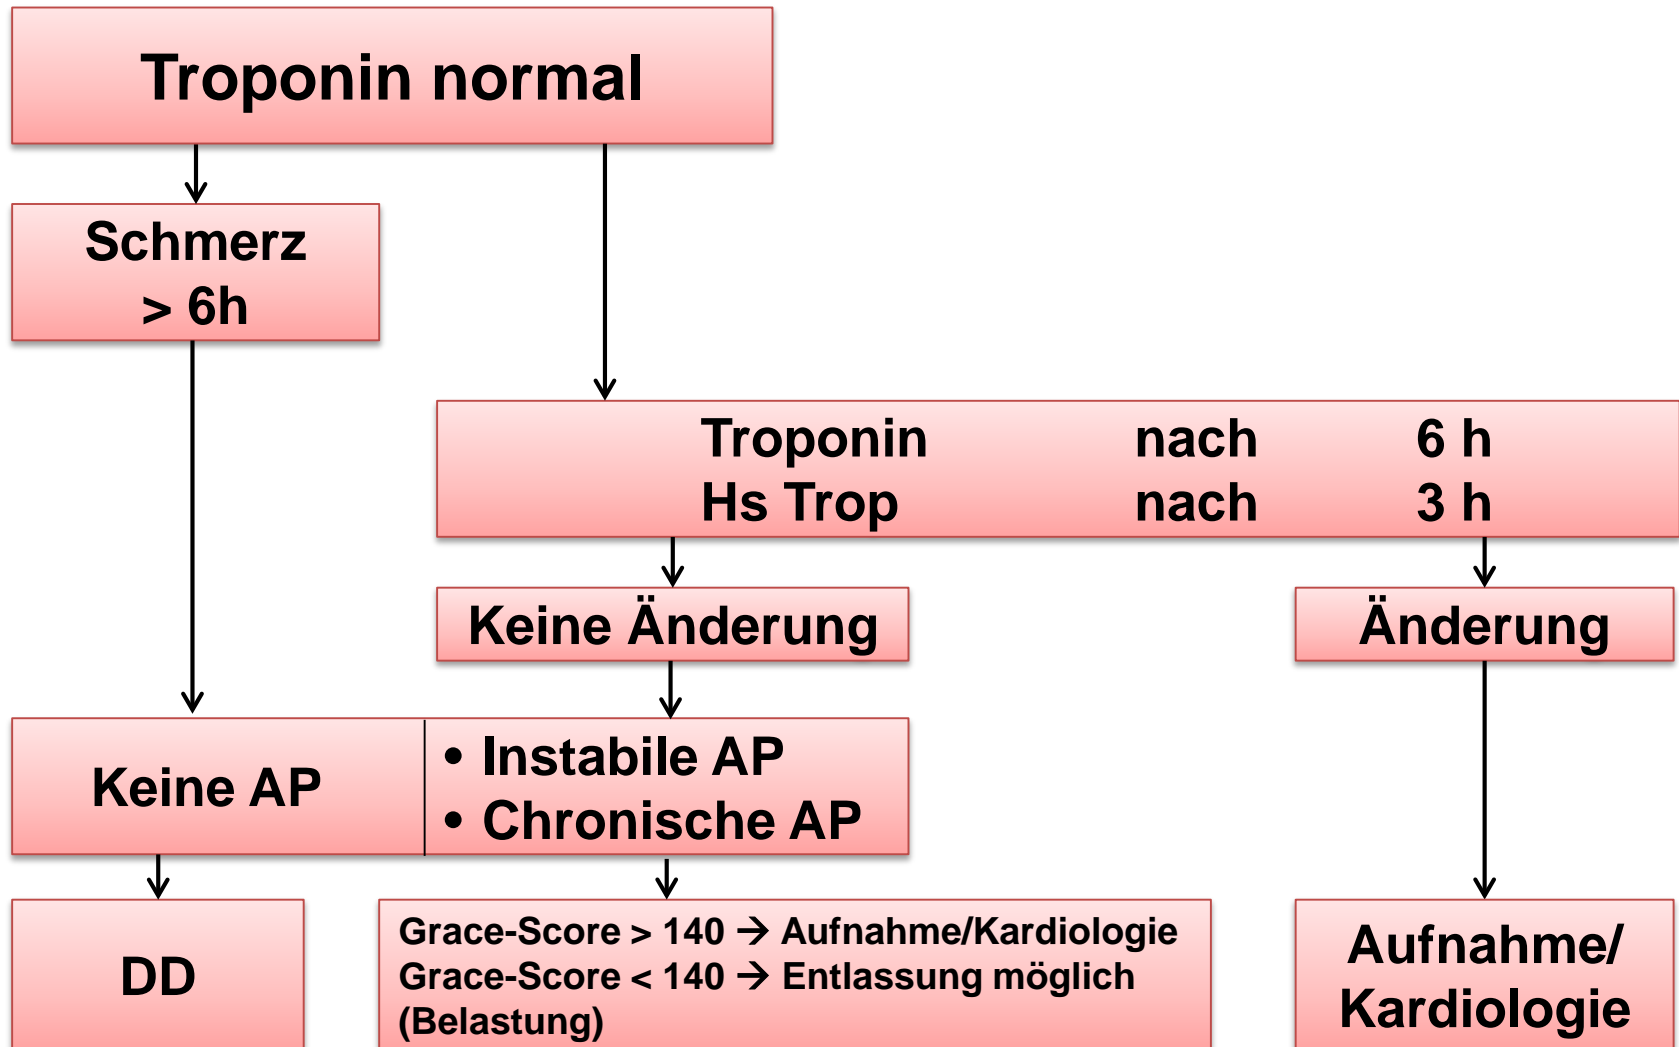 Troponin normal
Schmerz
> 6h
Troponin nach 6 h
Hs Trop nach 3 h
Keine Änderung
Änderung
Keine AP
• Instabile AP
• Chronische AP
DD
Grace-Score > 140 → Aufnahme/Kardiologie
Grace-Score < 140 → Entlassung möglich
(Belastung)
Aufnahme/
Kardiologie